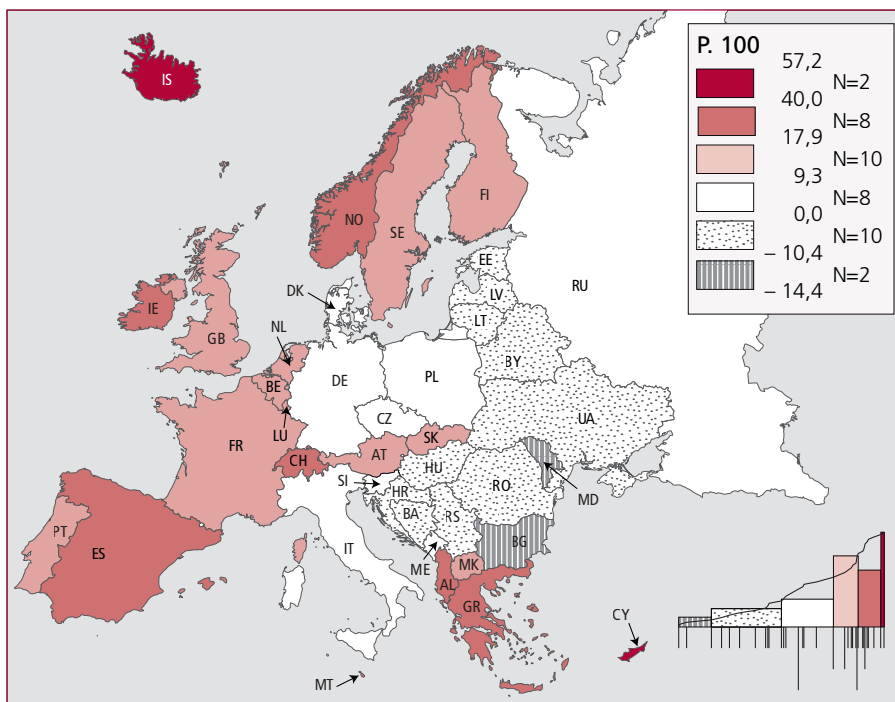 P. 100
57,2
N=2
40,0
N=8
17,9
N=10
9,3
N=8
0,0
N=10
– 10,4
N=2
– 14,4
IS
NO
SE
FI
EE
RU
LV
DK
LT
IE
GB
NL
BY
DE
PL
BE
CZ
UA
LU
FR
SK
CH
AT
HU
SI
RO
HR
MD
BA
RS
PT
BG
IT
ES
ME
MK
AL
GR
CY
MT